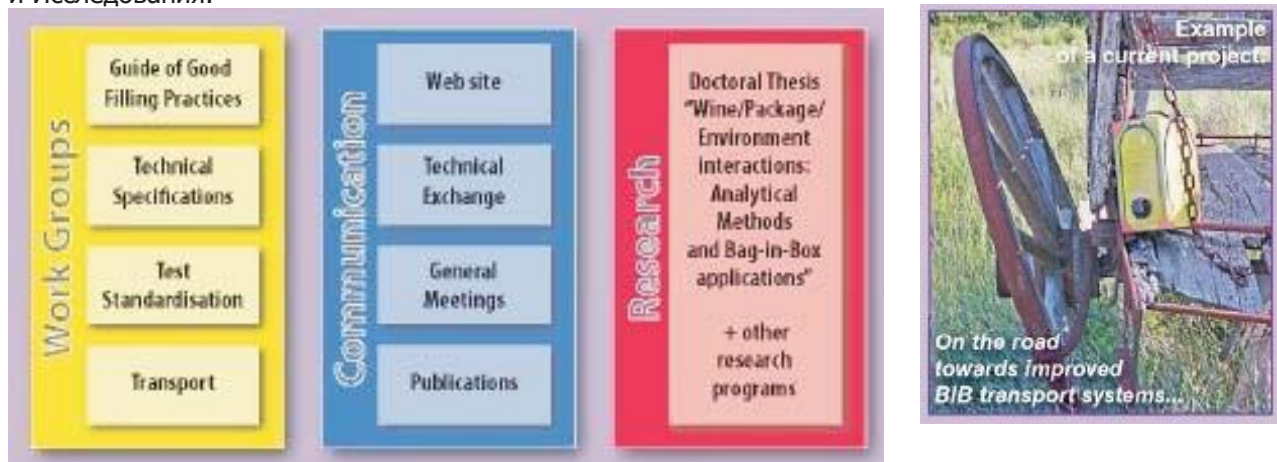 и Исследования.
Work Groups
Guide of Good
Filling Practices
Technical
Specifications
Test
Standardisation
Transport
Communication
Web site
Technical
Exchange
General
Meetings
Publications
Research
Doctoral Thesis
"Wine/Package/
Environment
interactions:
Analytical
Methods
and Bag-in-Box
applications"
+ other
research
programs
Example
of a current project.
On the road
towards improved
BIB transport systems...